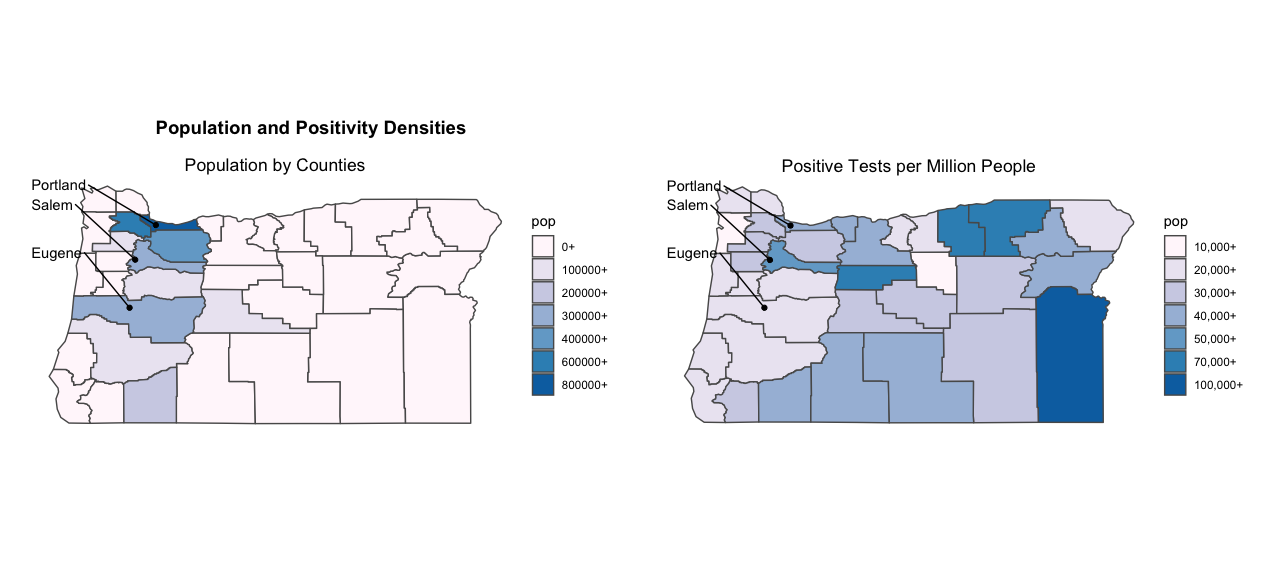 Population and Positivity Densities
Population by Counties
Portland
Salem
Eugene
pop
0+
100000+
200000+
300000+
400000+
600000+
800000+
Positive Tests per Million People
Portland
Salem
Eugene
pop
10,000+
20,000+
30,000+
40,000+
50,000+
70,000+
100,000+